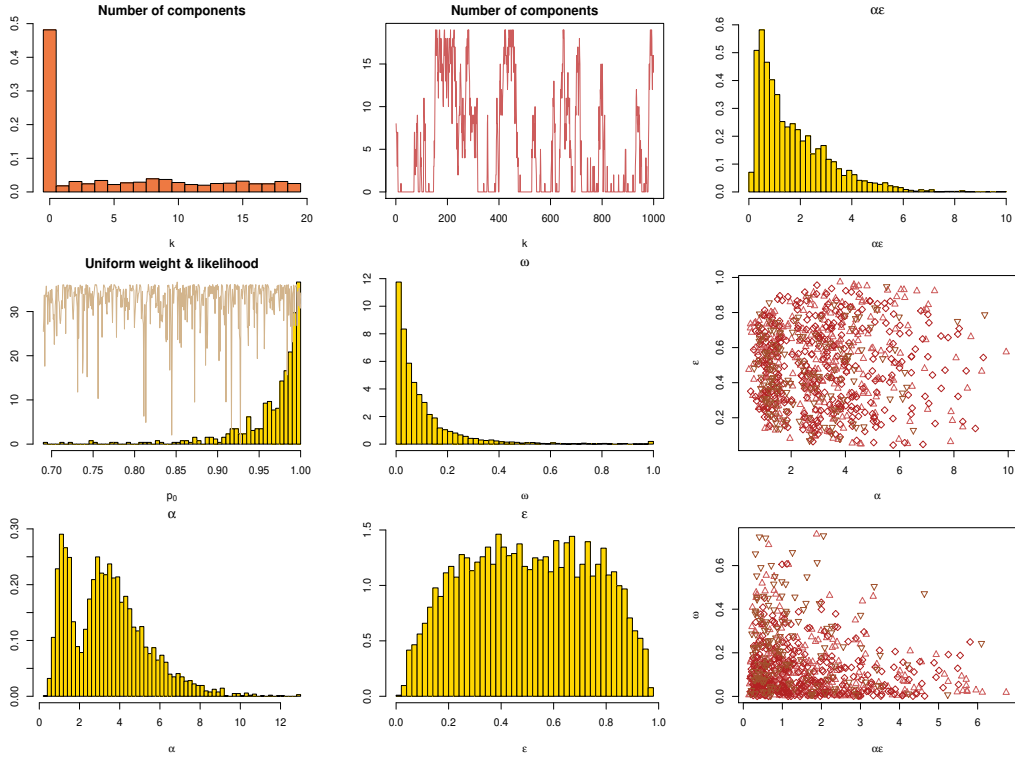 Number of components
0.0 0.1 0.2 0.3 0.4 0.5
0 5 10 15 20
k
Number of components
0 5 10 15
0 200 400 600 800 1000
k
αε
0.0 0.1 0.2 0.3 0.4 0.5 0.6
0 2 4 6 8 10
αε
Uniform weight & likelihood
0 10 20 30
0.70 0.75 0.80 0.85 0.90 0.95 1.00
p0
ω
0 2 4 6 8 10 12
0.0 0.2 0.4 0.6 0.8 1.0
ω
ε
0.2 0.4 0.6 0.8 1.0
2 4 6 8 10
α
α
0.00 0.10 0.20 0.30
0 2 4 6 8 10 12
α
ε
0.0 0.5 1.0 1.5
0.0 0.2 0.4 0.6 0.8 1.0
ε
ω
0.0 0.2 0.4 0.6
0 1 2 3 4 5 6
αε